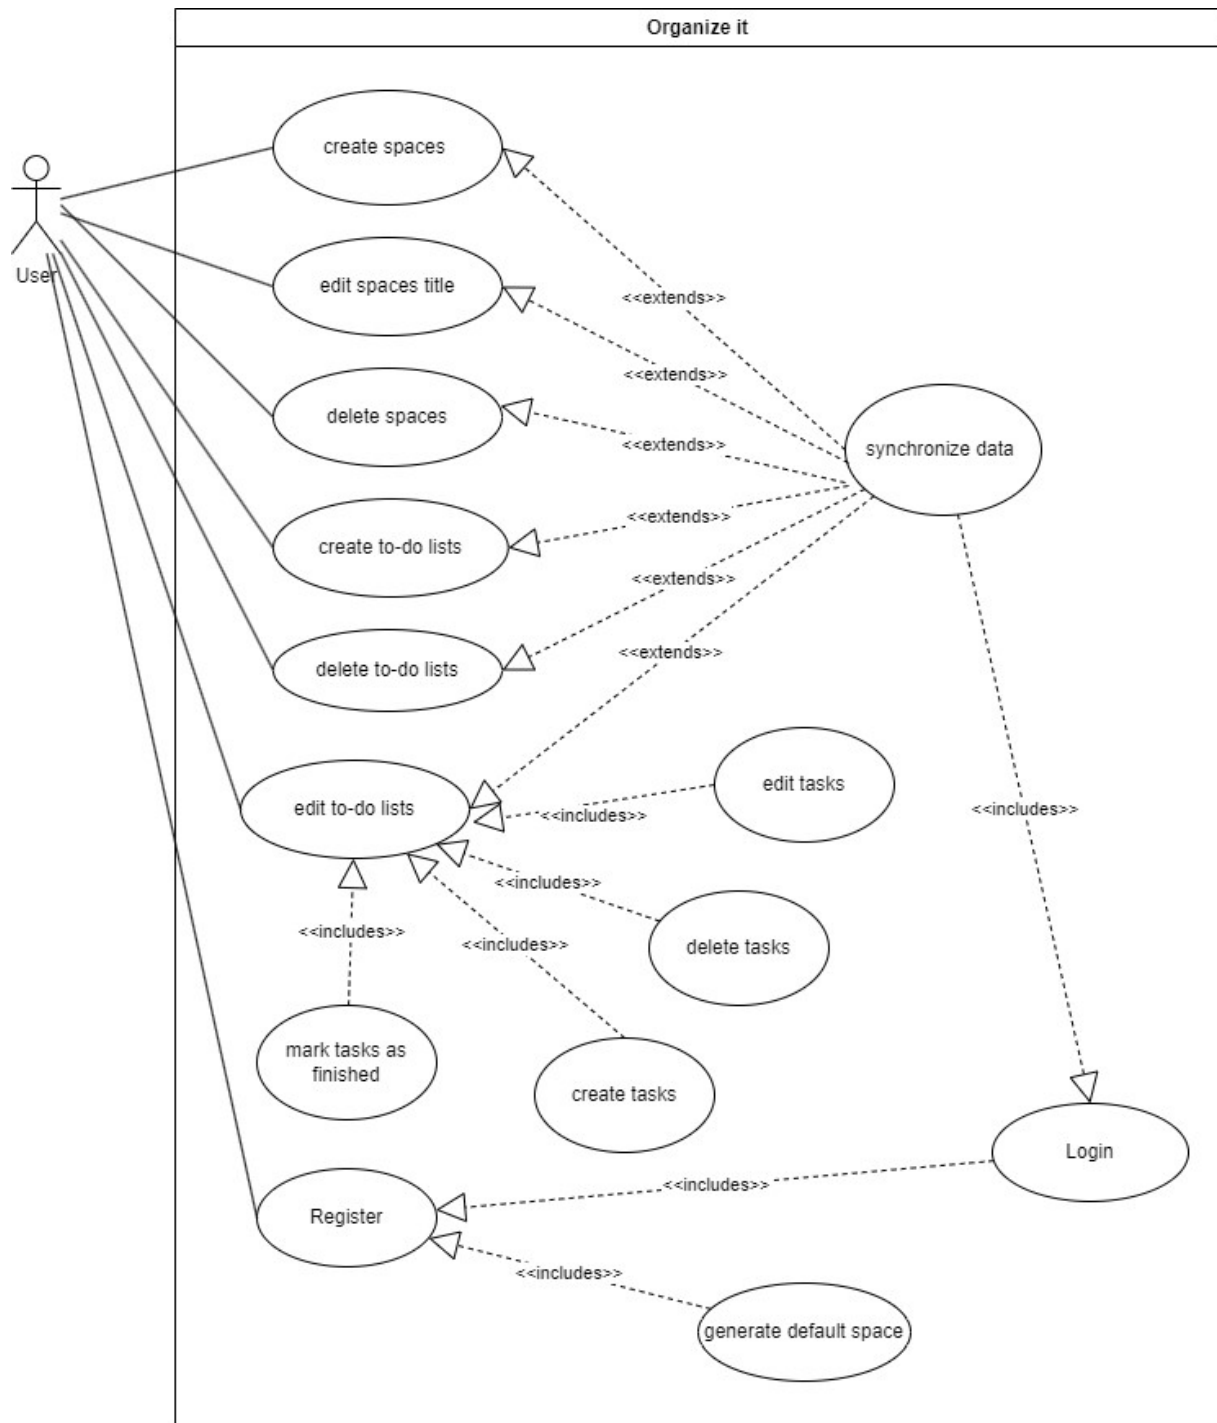 Organize it
create spaces
User
edit spaces title
<<extends>>
<<extends>>
delete spaces
<<extends>>
synchronize data
<<extends>>
create to-do lists
<<extends>>
delete to-do lists
<<extends>>
edit tasks
edit to-do lists
<<includes>>
<<includes>>
<<includes>>
<<includes>>
<<includes>>
delete tasks
mark tasks as
finished
create tasks
Login
<<includes>>
Register
<<includes>>
generate default space